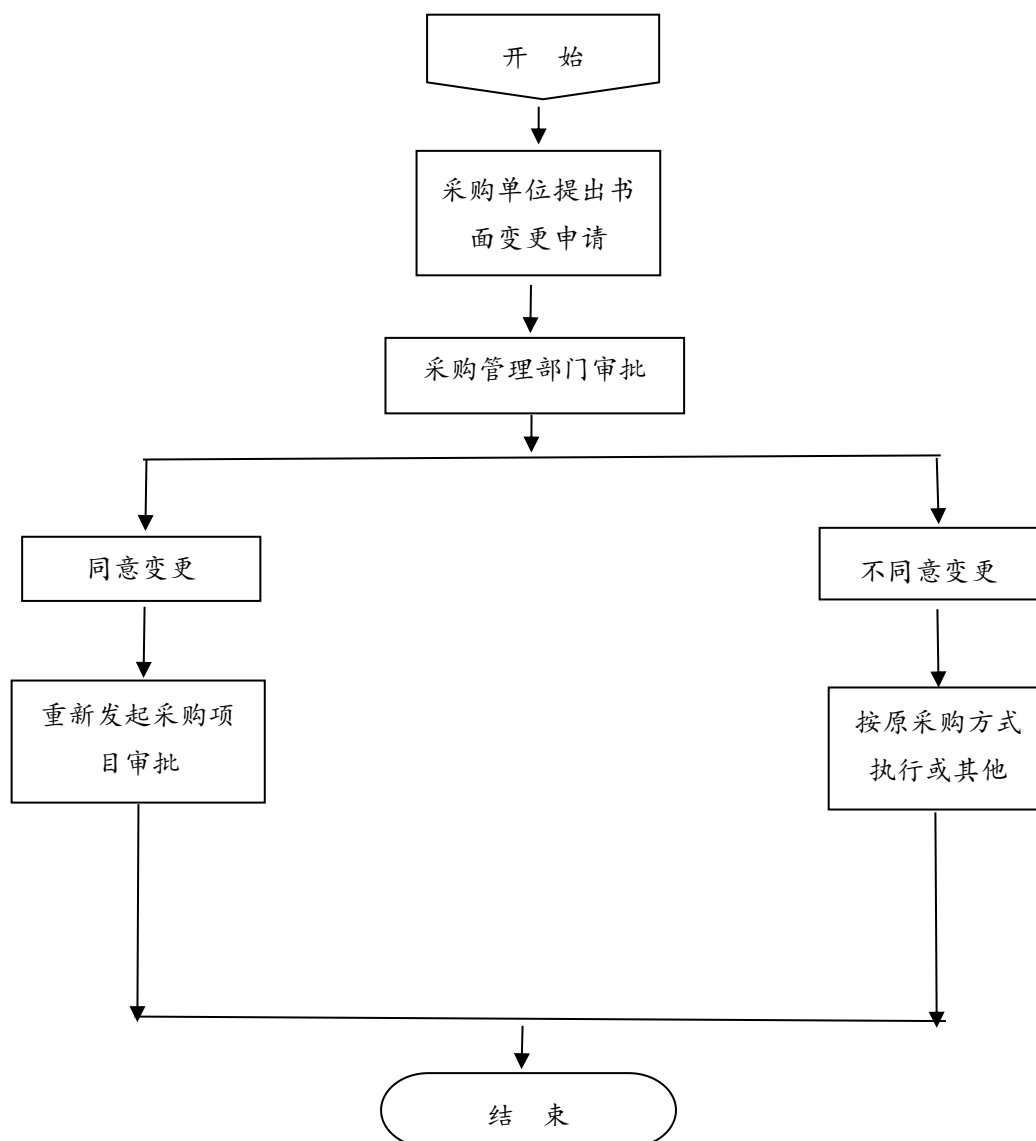 开 始
采购单位提出书
面变更申请
采购管理部门审批
同意变更
不同意变更
重新发起采购项
目审批
按原采购方式
执行或其他
结 束